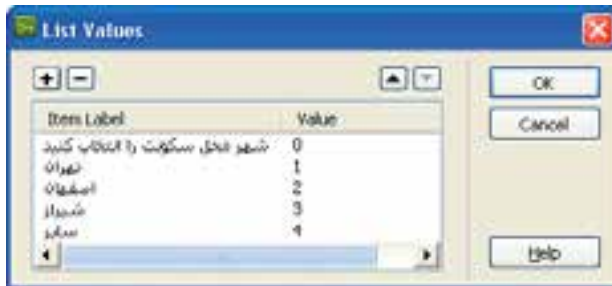 List Values
OK
Cancel
Item Label Value
شهر محل سکونت را انتخاب کنید 0
تهران 1
اصفهان 2
شیراز 3
سایر 4
Help